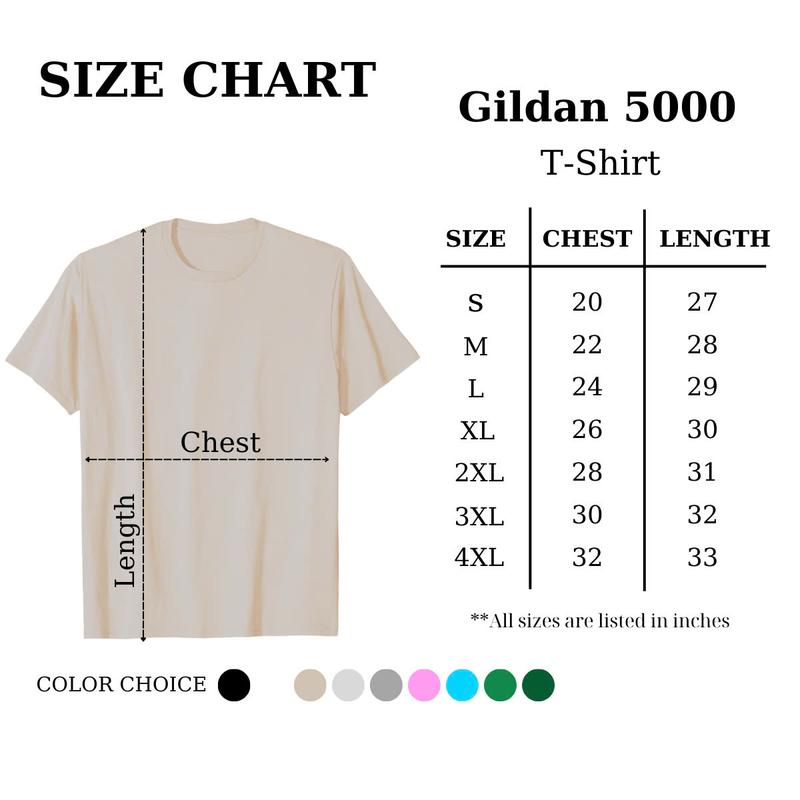 SIZE CHART
Gildan 5000
T-Shirt
SIZE CHEST LENGTH
S 20 27
M 22 28
L 24 29
XL 26 30
2XL 28 31
3XL 30 32
4XL 32 33
**All sizes are listed in inches
Chest
Length
COLOR CHOICE